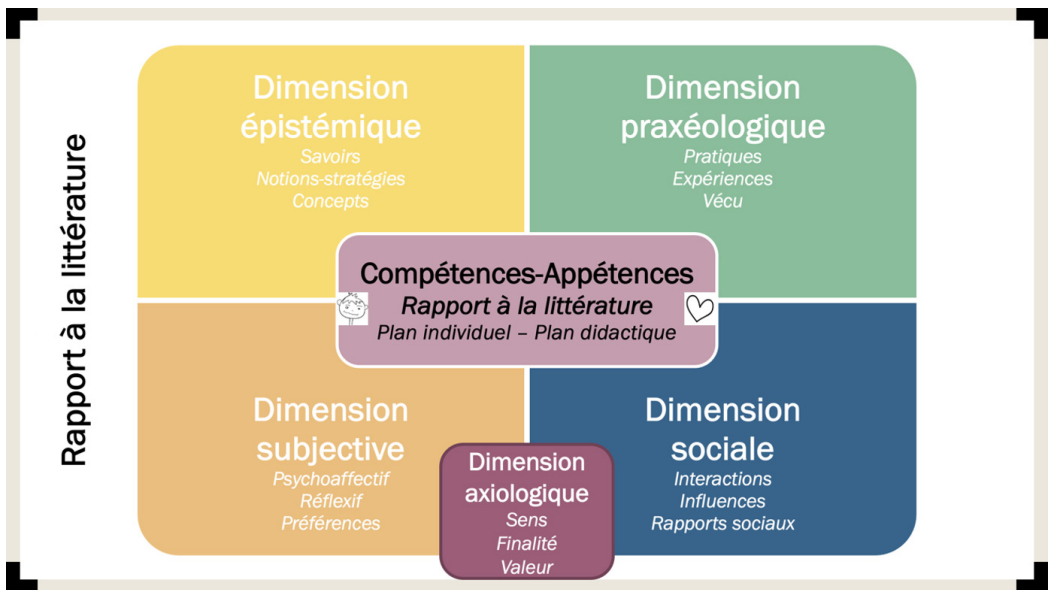 Rapport à la littérature
Dimension
épistémique
Savoirs
Notions-stratégies
Concepts
Dimension
praxéologique
Pratiques
Expériences
Vécu
Compétences-Appétences
Rapport à la littérature
Plan individuel – Plan didactique
Dimension
subjective
Psychoaffectif
Réflexif
Préférences
Dimension
sociale
Interactions
Influences
Rapports sociaux
Dimension
axiologique
Sens
Finalité
Valeur